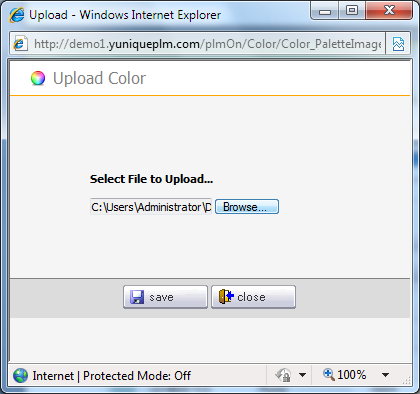 Upload - Windows Internet Explorer
http://demo1.yuniqueplm.com/plmOn/Color/Color_PaletteImage
Upload Color
Select File to Upload...
C:\Users\Administrator\D Browse...
save close
Internet | Protected Mode: Off 100%